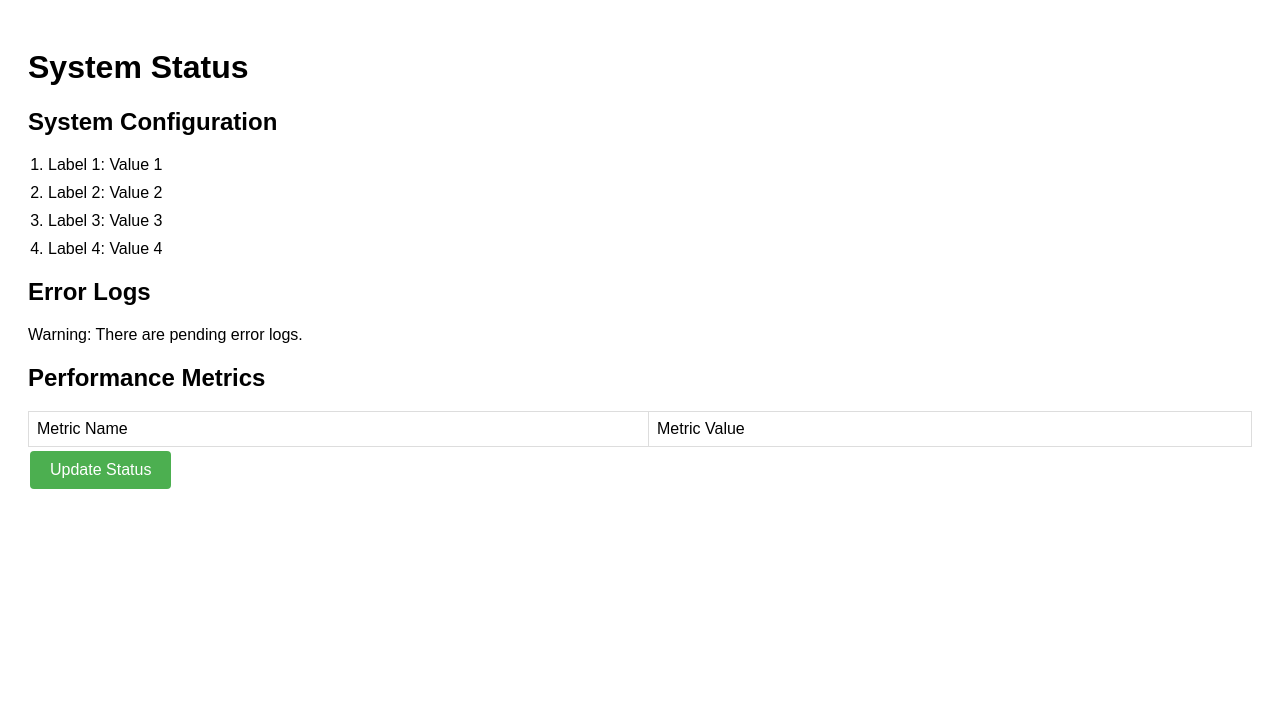 System Status
System Configuration
1. Label 1: Value 1
2. Label 2: Value 2
3. Label 3: Value 3
4. Label 4: Value 4
Error Logs
Warning: There are pending error logs.
Performance Metrics
Metric Name Metric Value
Update Status